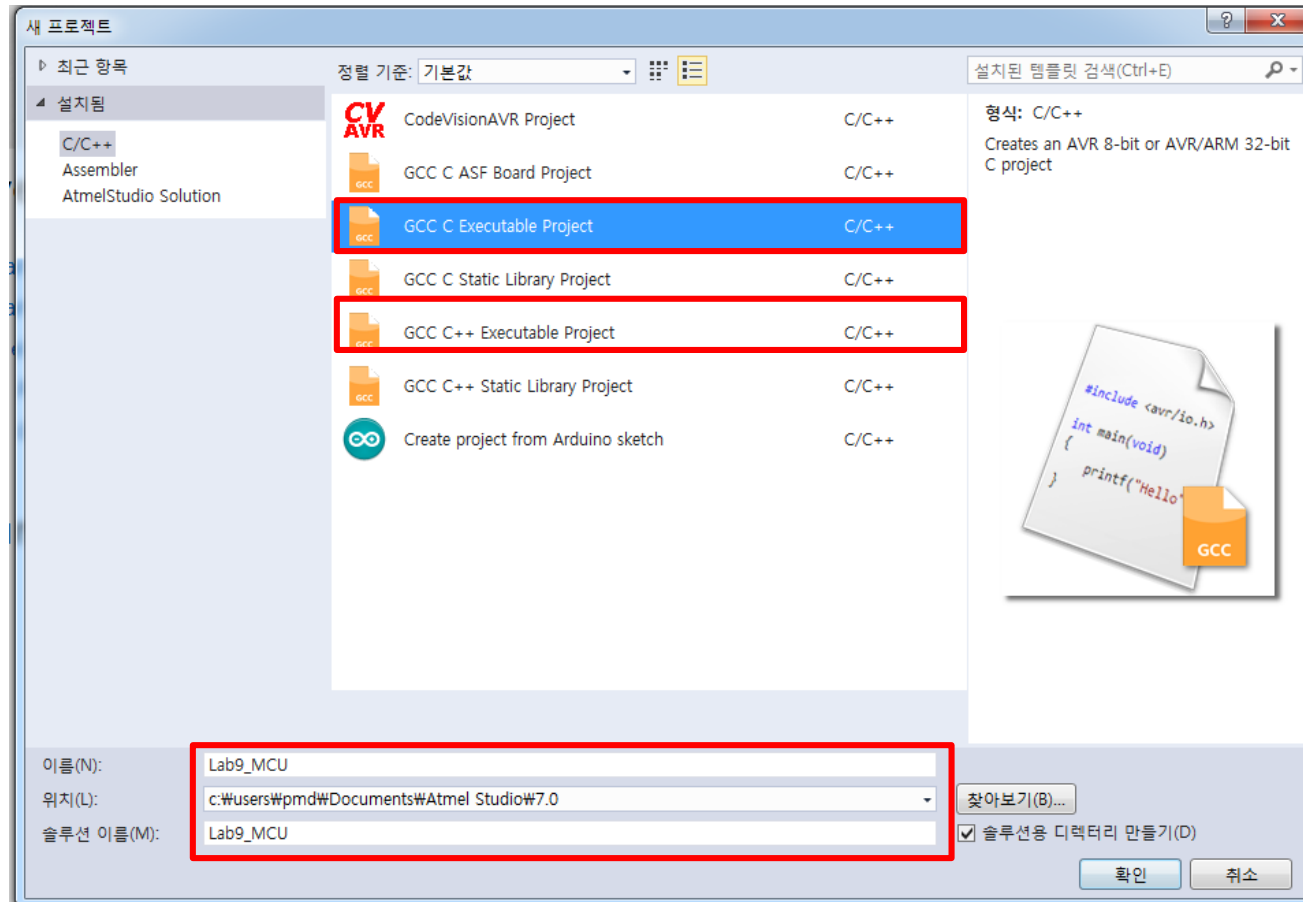 새 프로젝트
최근 항목
설치됨
C/C++
Assembler
AtmelStudio Solution
정렬 기준: 기본값
설치된 템플릿 검색(Ctrl+E)
CV AVR CodeVisionAVR Project C/C++
GCC GCC C ASF Board Project C/C++
GCC GCC C Executable Project C/C++
GCC GCC C Static Library Project C/C++
GCC GCC C++ Executable Project C/C++
GCC GCC C++ Static Library Project C/C++
Create project from Arduino sketch C/C++
형식: C/C++
Creates an AVR 8-bit or AVR/ARM 32-bit
C project
#include <avr/io.h>
int main(void)
{
printf("Hello"
}
GCC
이름(N): Lab9_MCU
위치(L): c:₩users₩pmd₩Documents₩Atmel Studio₩7.0 찾아보기(B)...
솔루션 이름(M): Lab9_MCU 솔루션용 디렉터리 만들기(D)
확인 취소